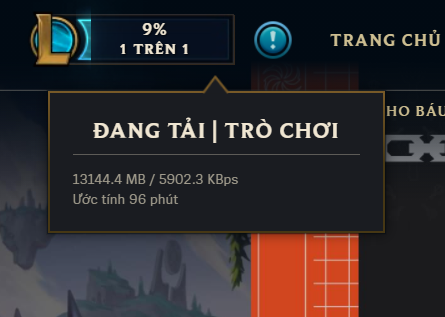 9%
1 TRÊN 1
TRANG CHỦ
HO BÁU
ĐANG TẢI | TRÒ CHƠI
13144.4 MB / 5902.3 KBps
Ước tính 96 phút